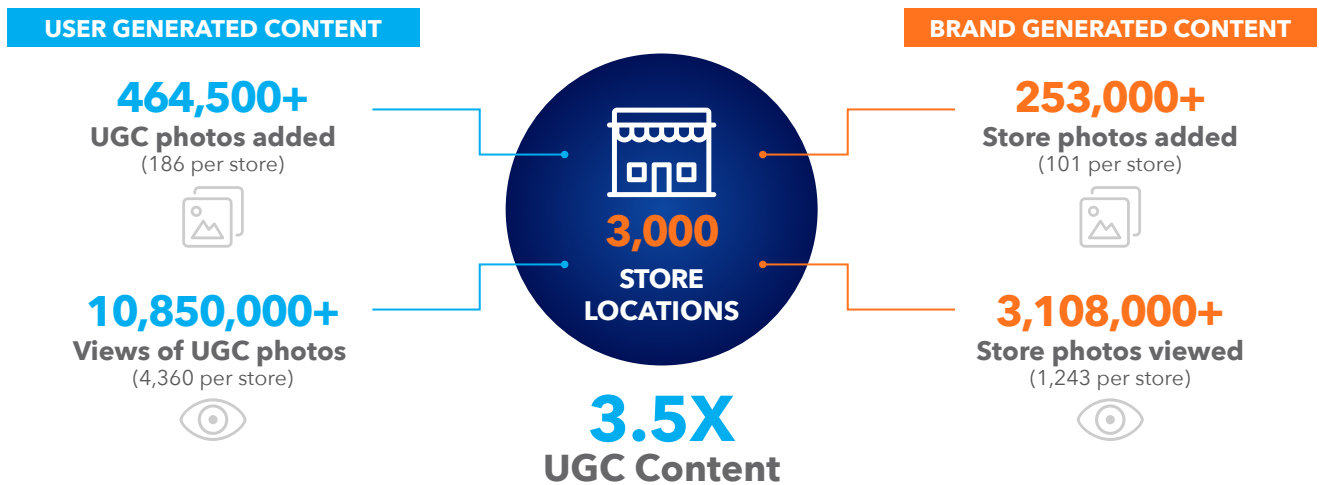 USER GENERATED CONTENT
464,500+
UGC photos added
(186 per store)
10,850,000+
Views of UGC photos
(4,360 per store)
3,000
STORE
LOCATIONS
3.5X
UGC Content
BRAND GENERATED CONTENT
253,000+
Store photos added
(101 per store)
3,108,000+
Store photos viewed
(1,243 per store)